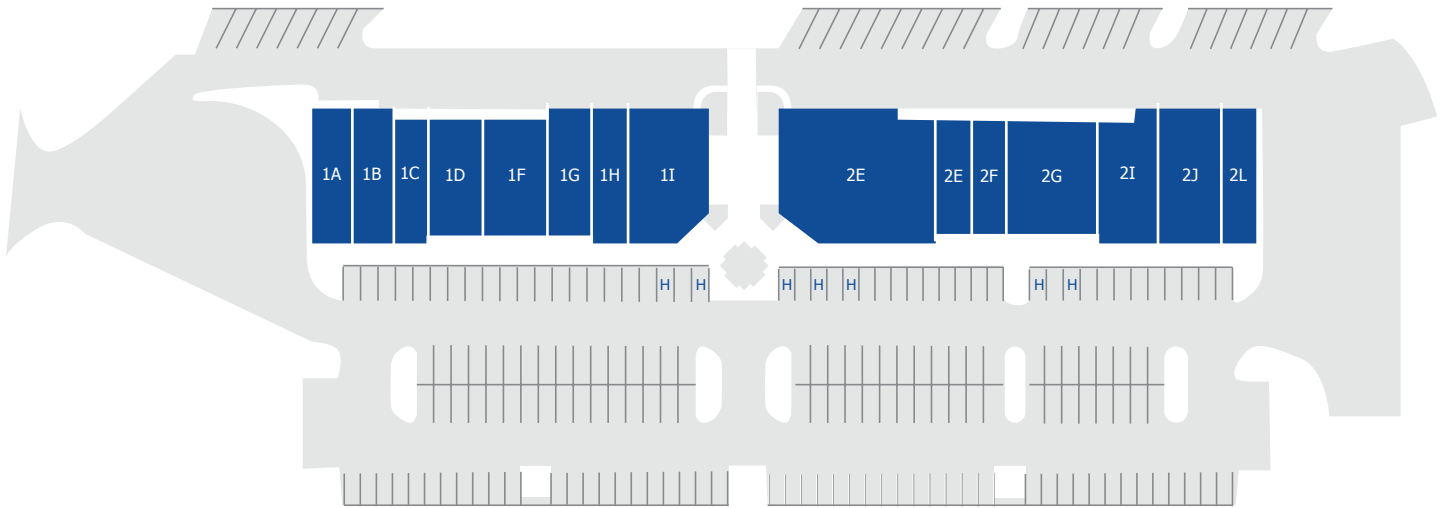 1A 1B 1C 1D 1F 1G 1H 1I 2E 2E 2F 2G 2I 2J 2L
H H H H H H H